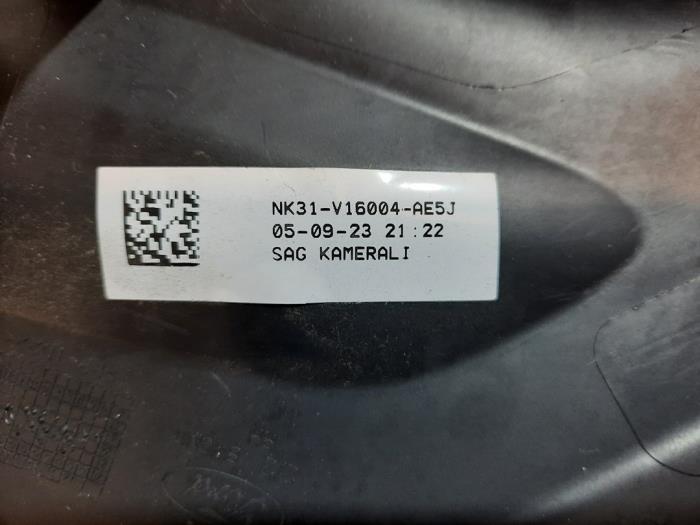 NK31-V16004-AE5J
05-09-23 21:22
SAG KAMERALI